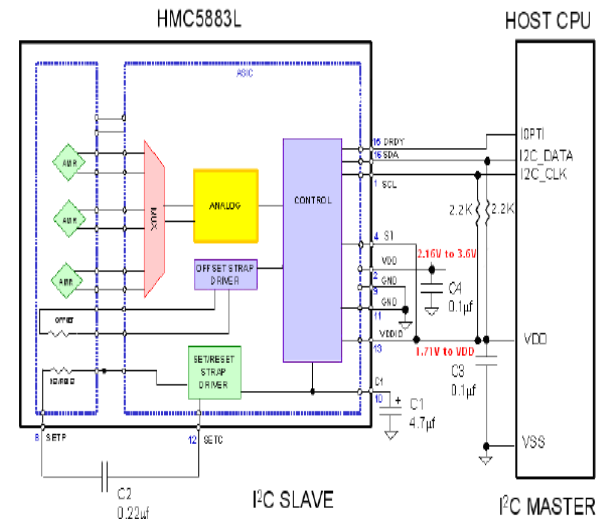 HMC5883L
HOST CPU
ASIC
AMR
AMR
AMR
MUX
ANALOG
CONTROL
OFFSET STRAP
DRIVER
OFFSET
SET/RESET
STRAP
DRIVER
15 DRDY
16 SDA
1 SCL
4 S1
VDD
2
GND
9
GND
11
VDDIO
13
C1
10
I2C_DATA
I2C_CLK
2.2K
2.2K
2.16V to 3.6V
C4
0.1µf
1.71V to VDD
C3
0.1µf
VDD
VSS
+
C1
4.7µf
8 SETP
12 SETC
C2
0.22uf
I²C SLAVE
I²C MASTER